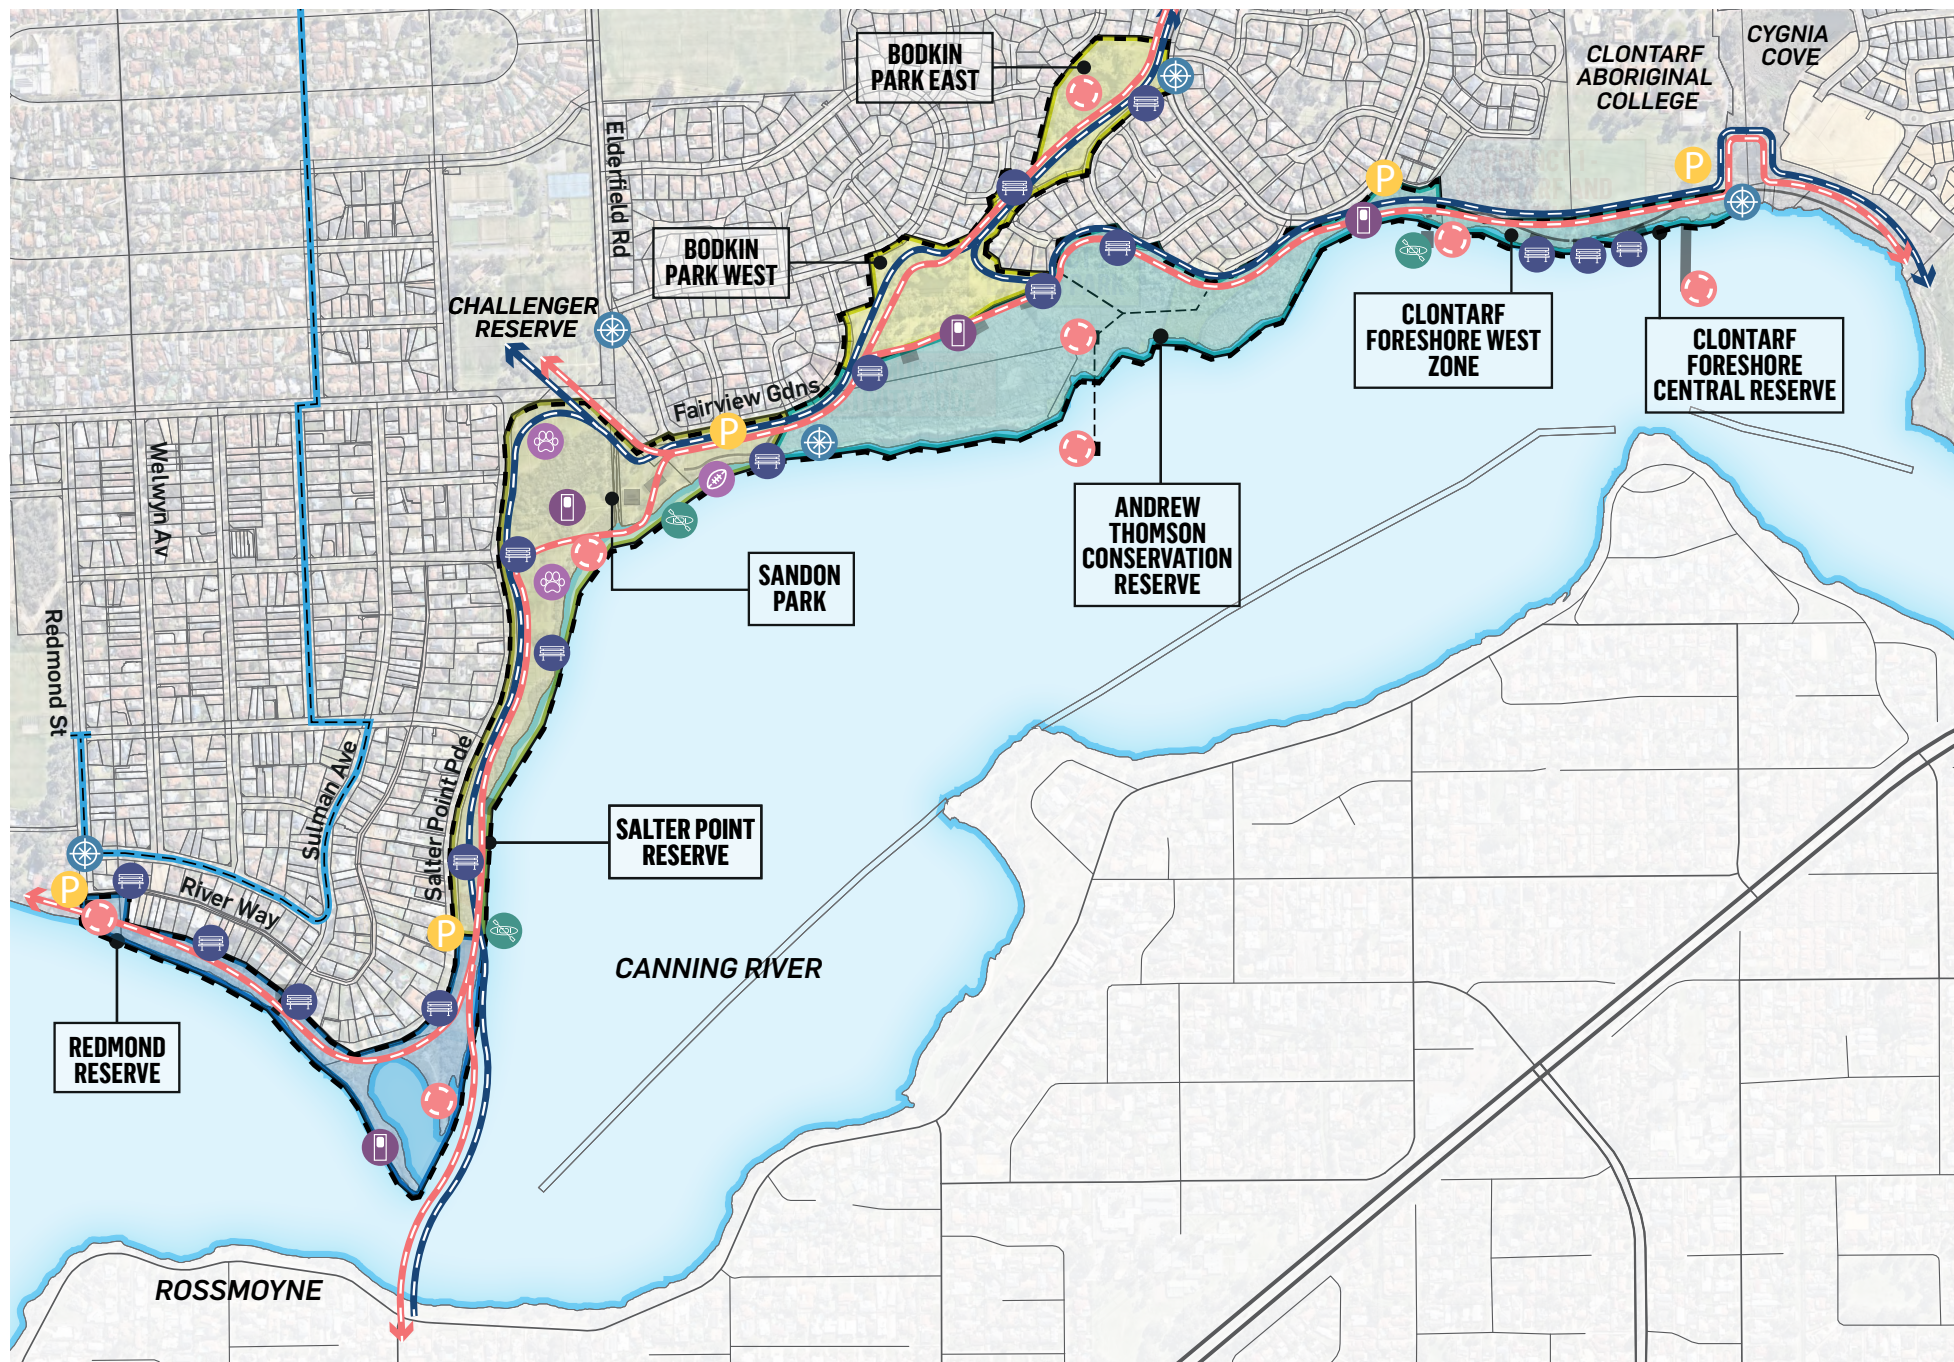 BODKIN
PARK EAST
CLONTARF
ABORIGINAL
COLLEGE
CYGNIA
COVE
Elderfield Rd
BODKIN
PARK WEST
CHALLENGER
RESERVE
P
P
CLONTARF
FORESHORE WEST
ZONE
CLONTARF
FORESHORE
CENTRAL RESERVE
Fairview Gdns
P
Welwyn Av
ANDREW
THOMSON
CONSERVATION
RESERVE
SANDON
PARK
Redmond St
Sulman Ave
Salter Point Pde
SALTER POINT
RESERVE
P
River Way
P
CANNING RIVER
REDMOND
RESERVE
ROSSMOYNE